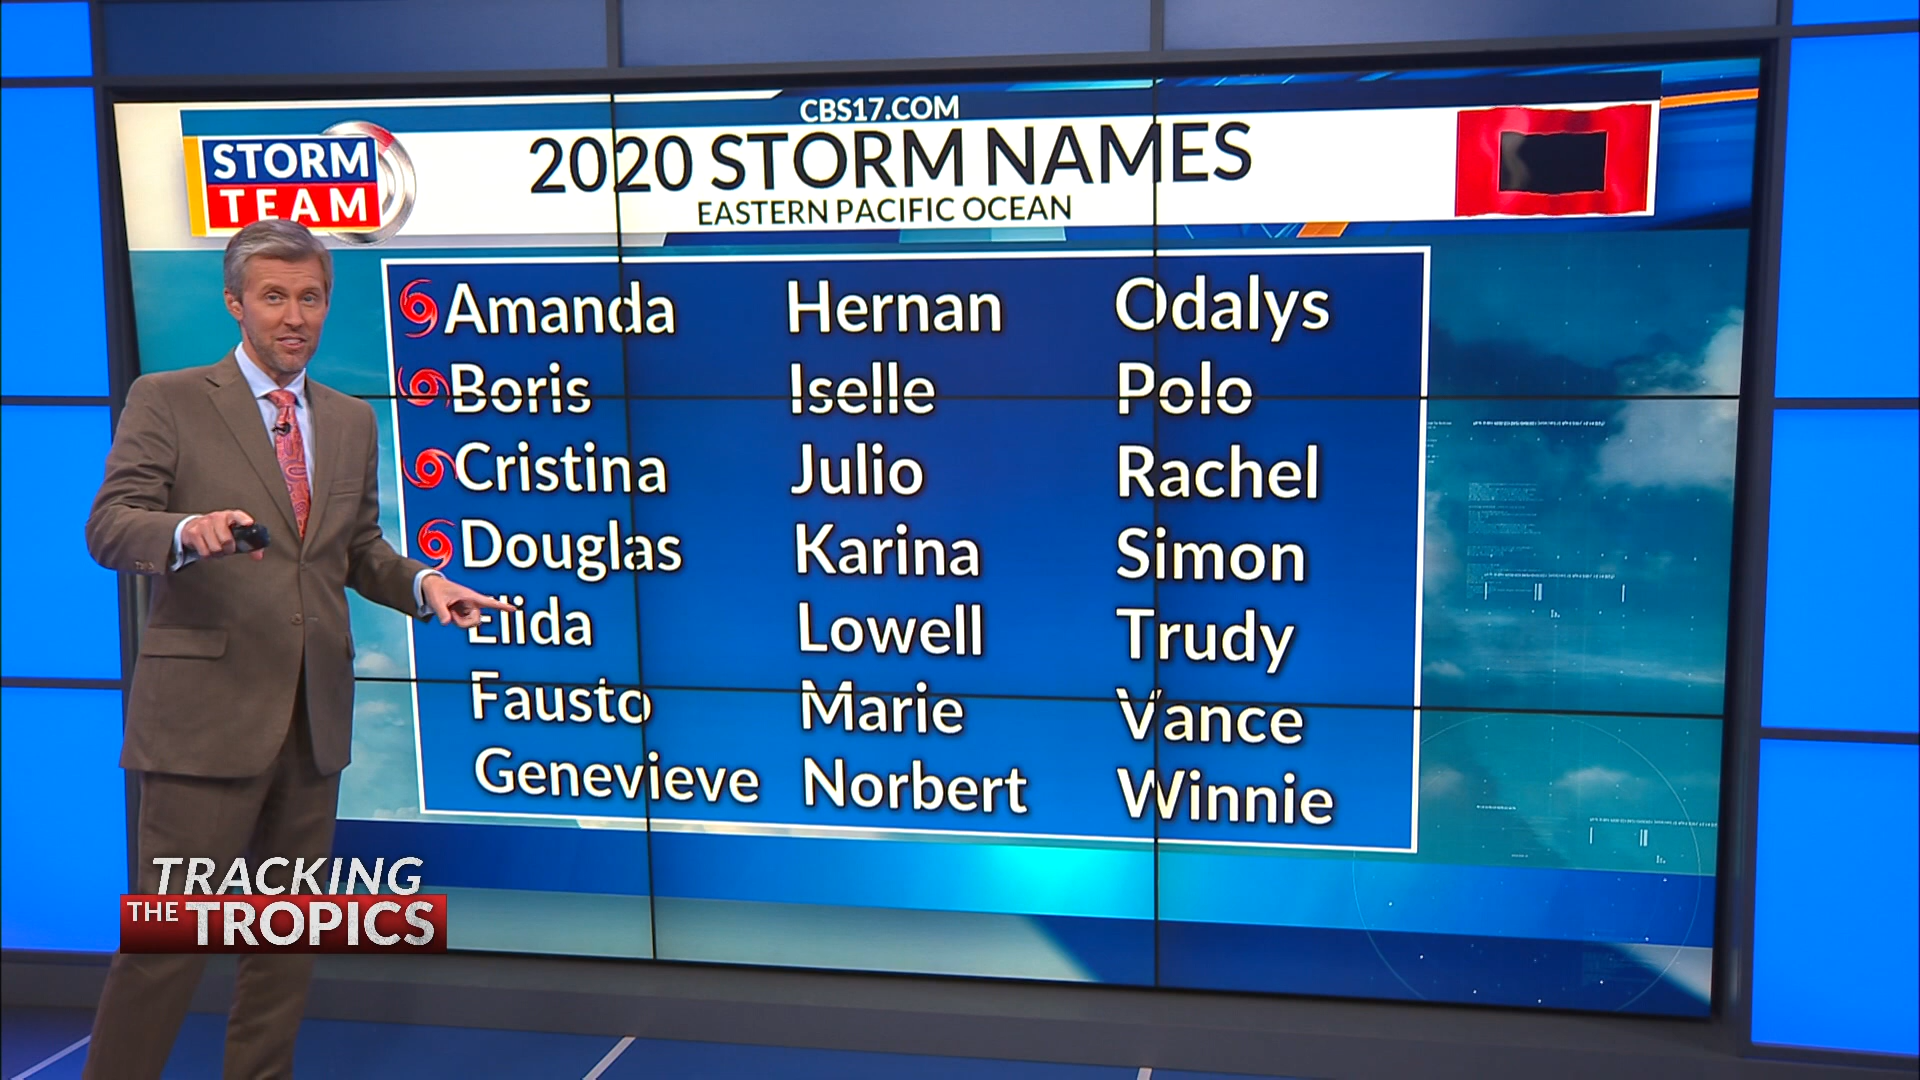 CBS17.COM
STORM
TEAM
2020 STORM NAMES
EASTERN PACIFIC OCEAN
Amanda Hernan Odalys
Boris Iselle Polo
Cristina Julio Rachel
Douglas Karina Simon
Elida Lowell Trudy
Fausto Marie Vance
Genevieve Norbert Winnie
TRACKING
THE TROPICS